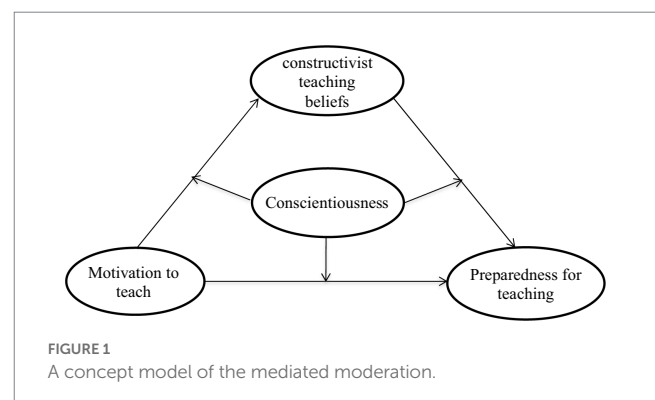 constructivist
teaching
beliefs
Conscientiousness
Motivation to
teach
Preparedness for
teaching
FIGURE 1
A concept model of the mediated moderation.